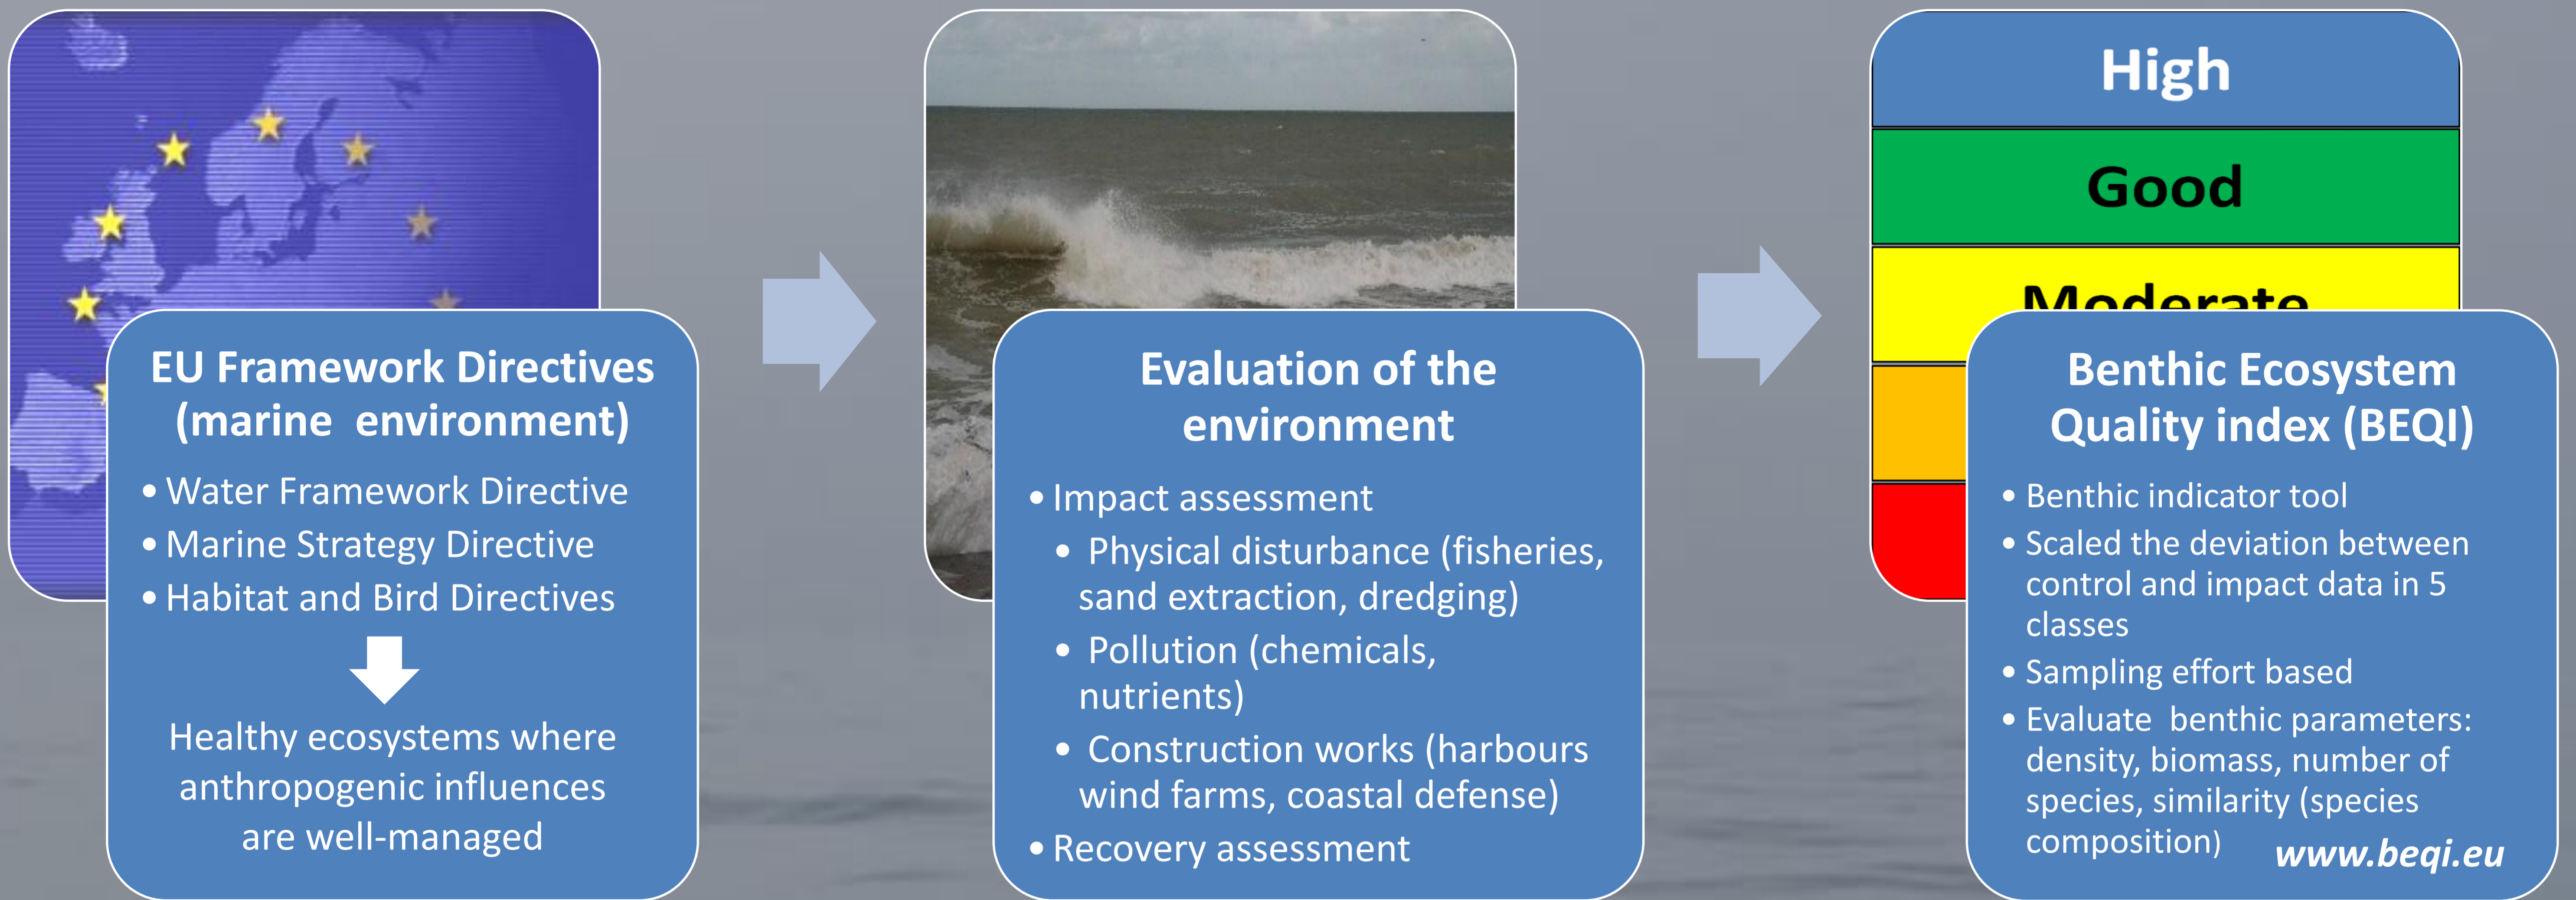 EU Framework Directives
(marine environment)
• Water Framework Directive
• Marine Strategy Directive
• Habitat and Bird Directives
Healthy ecosystems where
anthropogenic influences
are well-managed
Evaluation of the
environment
• Impact assessment
• Physical disturbance (fisheries,
sand extraction, dredging)
• Pollution (chemicals,
nutrients)
• Construction works (harbours
wind farms, coastal defense)
• Recovery assessment
High
Good
Moderate
Benthic Ecosystem
Quality index (BEQI)
• Benthic indicator tool
• Scaled the deviation between
control and impact data in 5
classes
• Sampling effort based
• Evaluate benthic parameters:
density, biomass, number of
species, similarity (species
composition)
www.beqi.eu